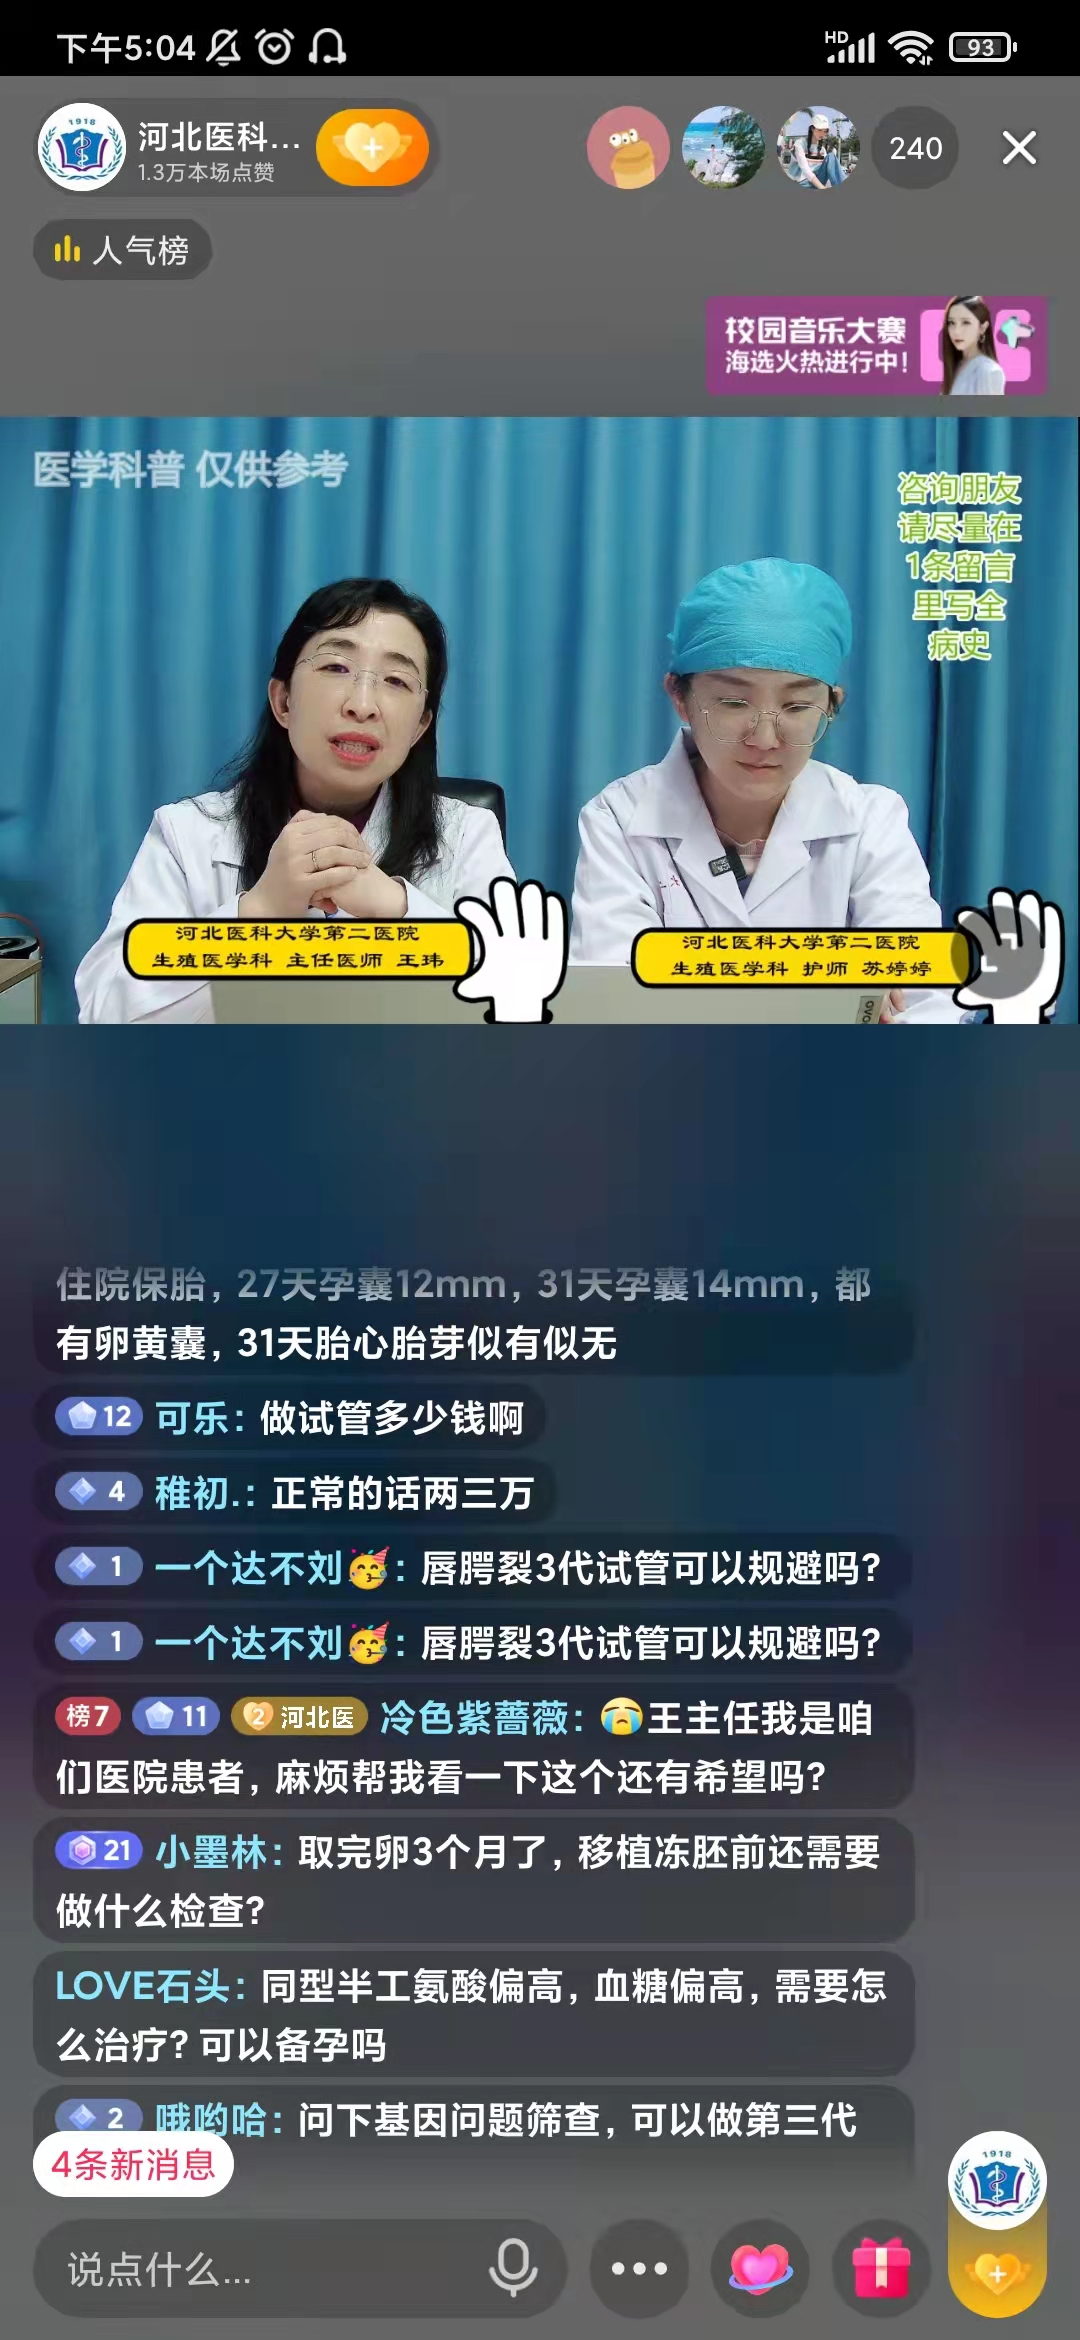 下午5:04
HD
93
1918
河北医科...
1.3万本场点赞
240
人气榜
校园音乐大赛
海选火热进行中!
医学科普 仅供参考
咨询朋友
请尽量在
1条留言
里写全
病史
河北医科大学第二医院
生殖医学科 主任医师 王玮
河北医科大学第二医院
生殖医学科 护师 苏婷婷
住院保胎，27天孕囊12mm，31天孕囊14mm，都
有卵黄囊，31天胎心胎芽似有似无
12 可乐：做试管多少钱啊
4 稚初.：正常的话两三万
1 一个达不刘🥳：唇腭裂3代试管可以规避吗？
1 一个达不刘🥳：唇腭裂3代试管可以规避吗？
榜7 11 2 河北医 冷色紫蔷薇：😭王主任我是咱
们医院患者，麻烦帮我看一下这个还有希望吗？
21 小墨林：取完卵3个月了，移植冻胚前还需要
做什么检查?
LOVE石头：同型半工氨酸偏高，血糖偏高，需要怎
么治疗？可以备孕吗
2 哦哟哈：问下基因问题筛查，可以做第三代
4条新消息
1918
说点什么...